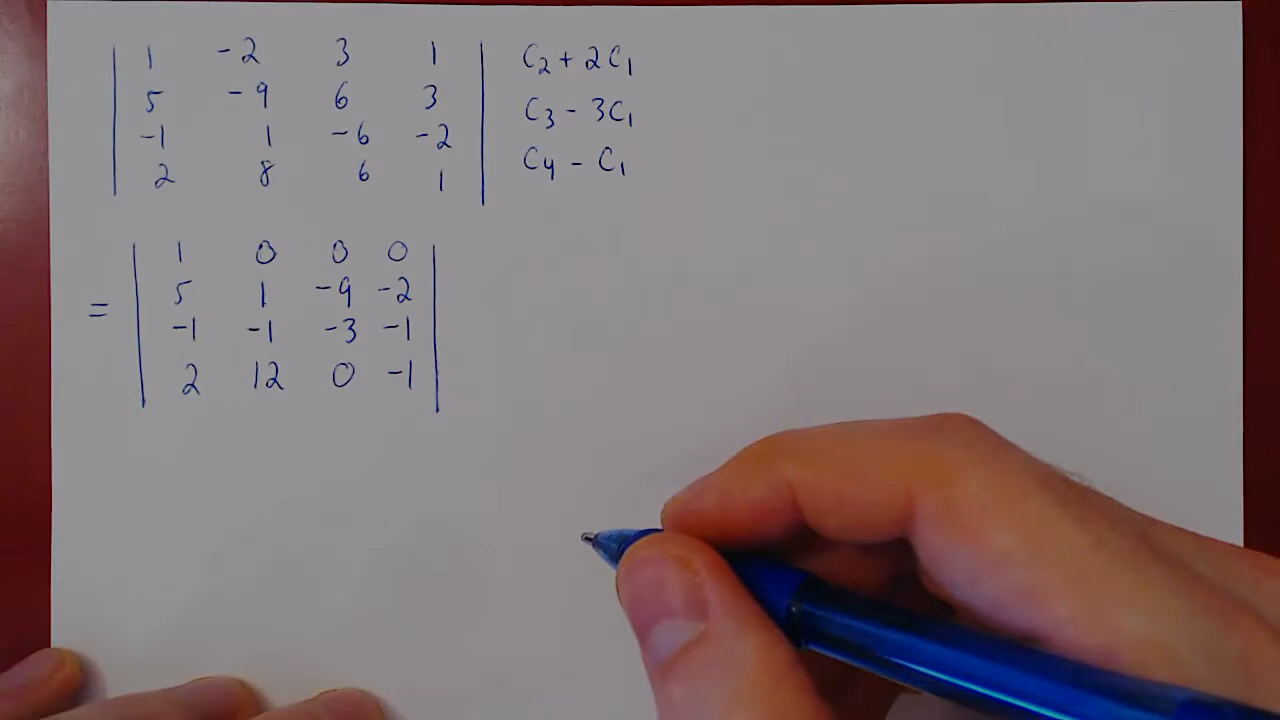 | 1 -2 3 1 | C₂ + 2C₁
| 5 -9 6 3 | C₃ - 3C₁
| -1 1 -6 -2 | C₄ - C₁
| 2 8 6 1 |
= | 1 0 0 0 |
| 5 1 -9 -2 |
| -1 -1 -3 -1 |
| 2 12 0 -1 |